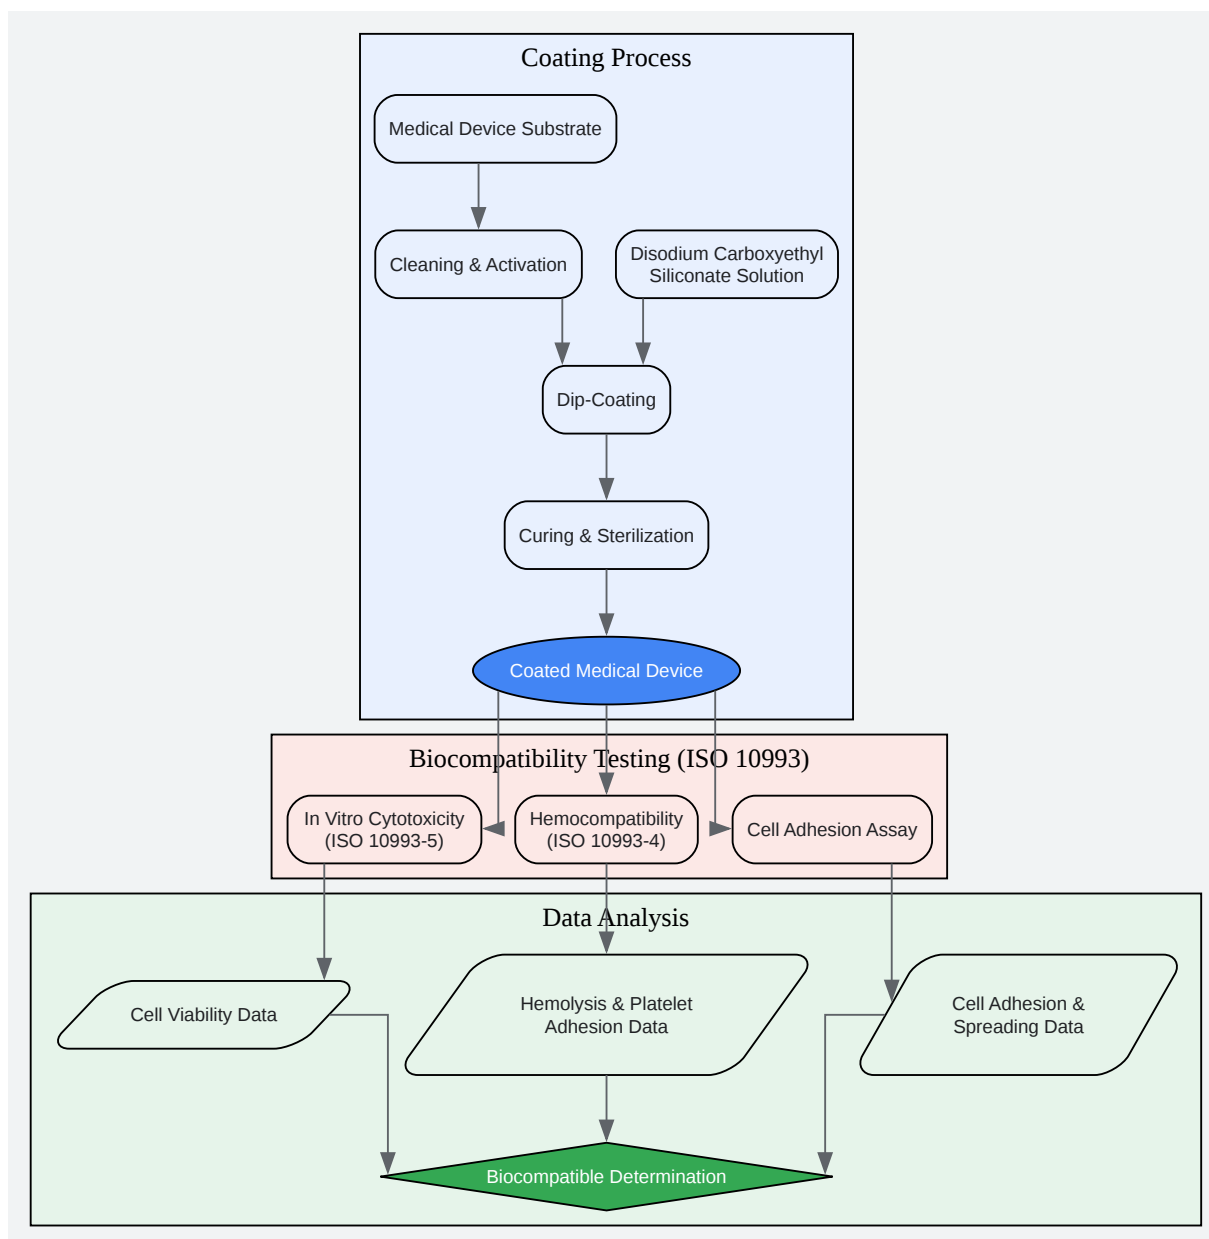 Coating Process
Medical Device Substrate
Cleaning & Activation
Disodium Carboxyethyl
Siliconate Solution
Dip-Coating
Curing & Sterilization
Coated Medical Device
Biocompatibility Testing (ISO 10993)
In Vitro Cytotoxicity
(ISO 10993-5)
Hemocompatibility
(ISO 10993-4)
Cell Adhesion Assay
Data Analysis
Cell Viability Data
Hemolysis & Platelet
Adhesion Data
Cell Adhesion &
Spreading Data
Biocompatible Determination